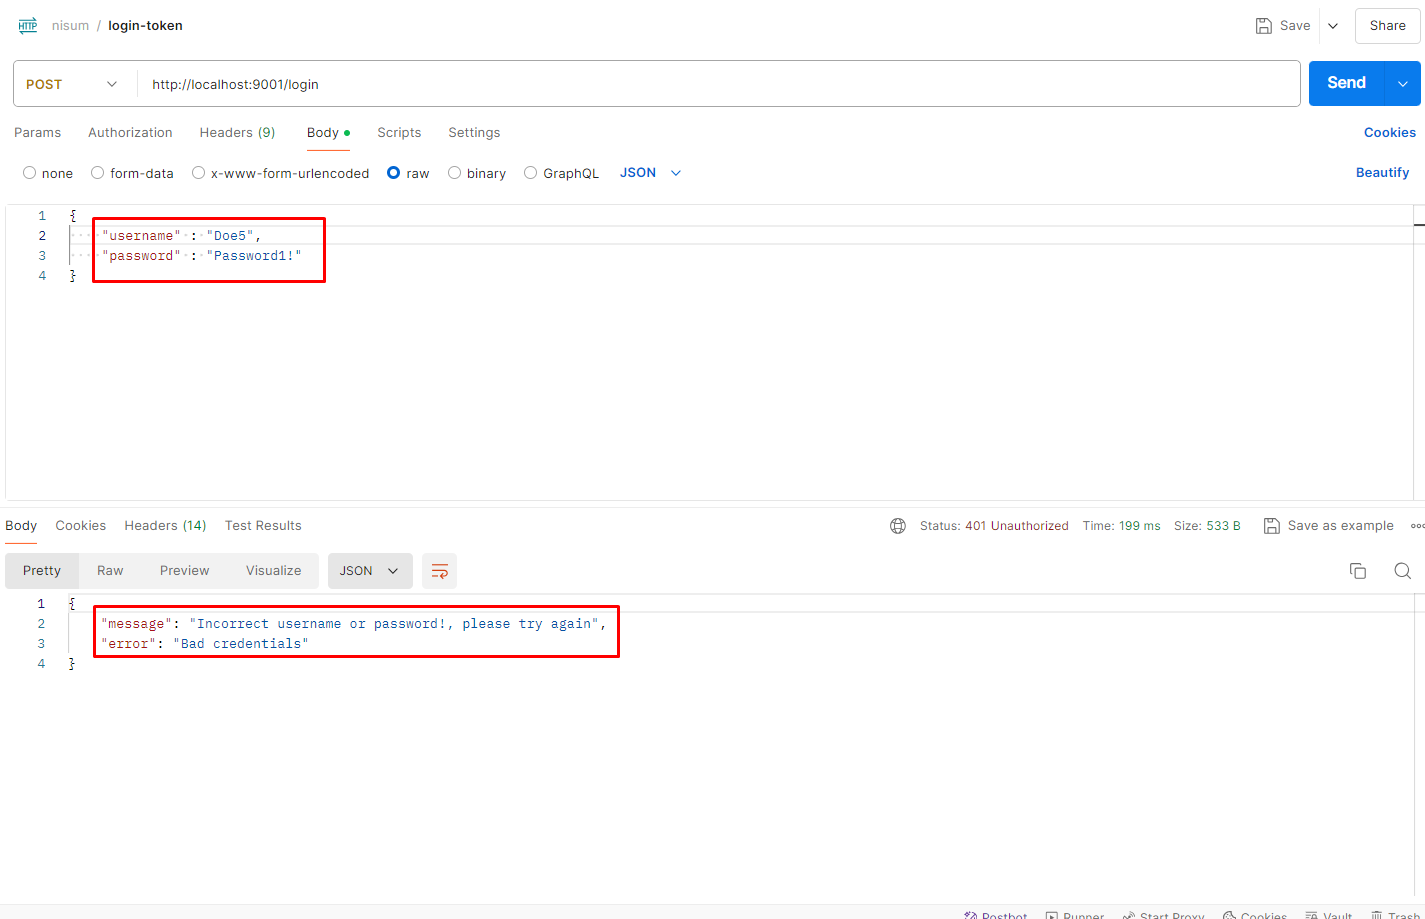 HTTP nisum / login-token Save Share
POST http://localhost:9001/login Send
Params Authorization Headers (9) Body Scripts Settings Cookies
none form-data x-www-form-urlencoded raw binary GraphQL JSON Beautify
1 {
2 "username" : "Doe5",
3 "password" : "Password1!"
4 }
Body Cookies Headers (14) Test Results Status: 401 Unauthorized Time: 199 ms Size: 533 B Save as example
Pretty Raw Preview Visualize JSON
1 {
2 "message": "Incorrect username or password!, please try again",
3 "error": "Bad credentials"
4 }
Postbot Runner Start Proxy Cookies Vault Trash